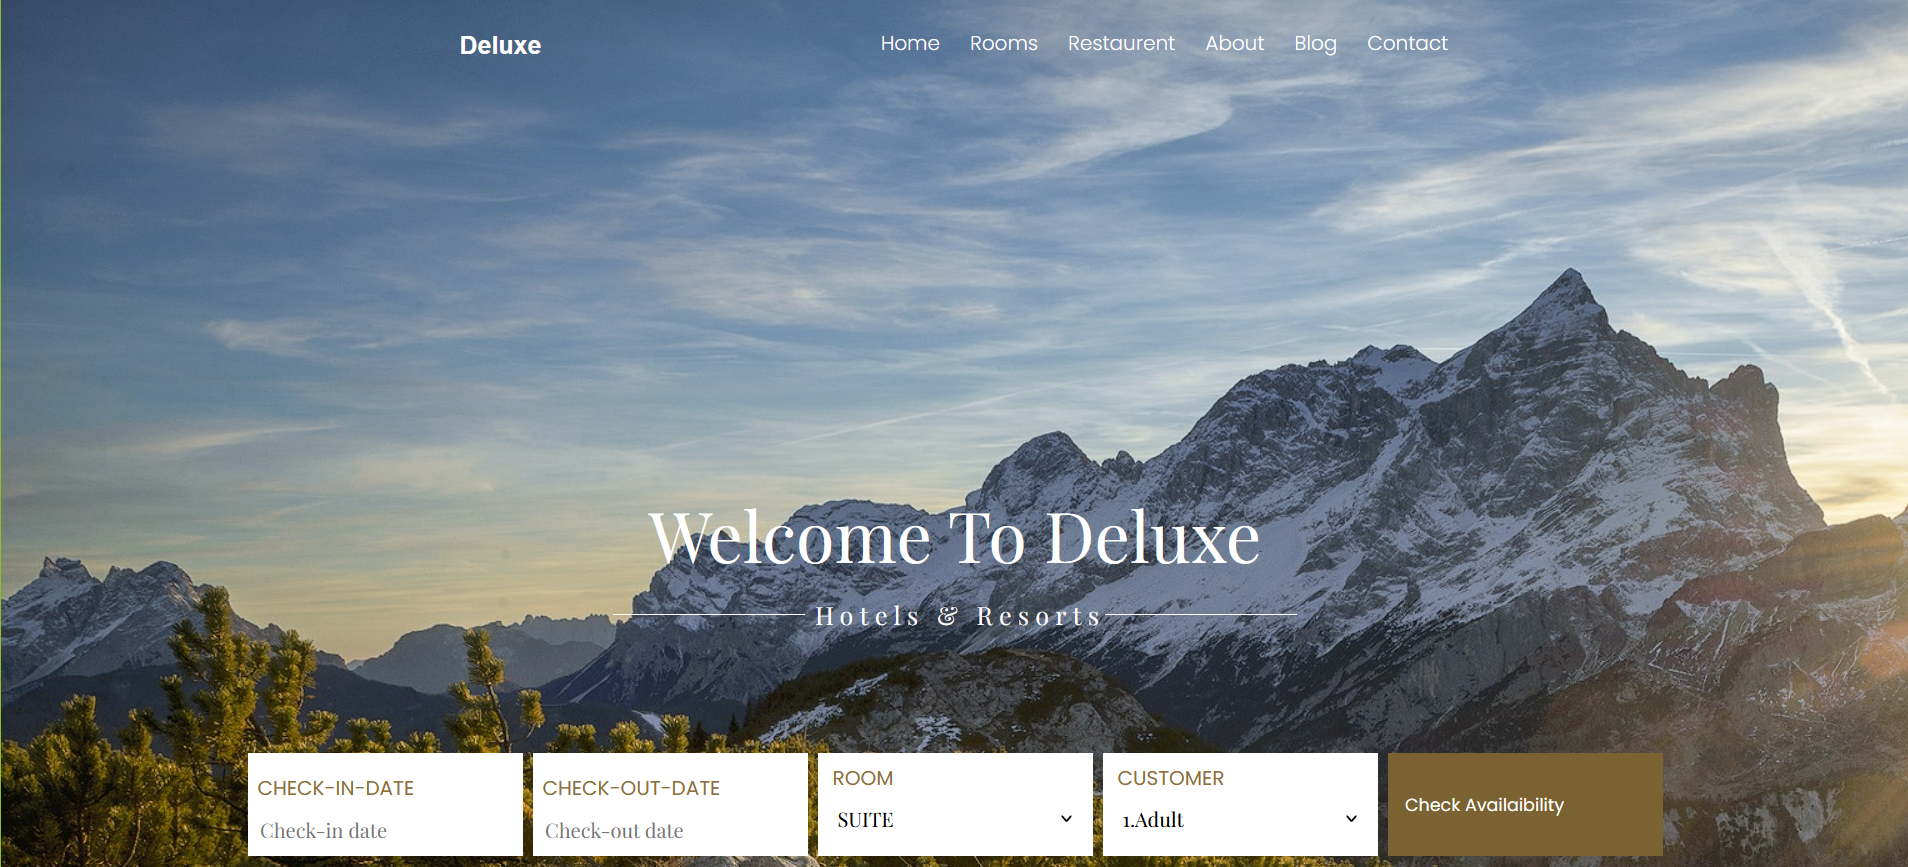 Deluxe
Home Rooms Restaurent About Blog Contact
Welcome To Deluxe
Hotels & Resorts
CHECK-IN-DATE
Check-in date
CHECK-OUT-DATE
Check-out date
ROOM
SUITE
CUSTOMER
1.Adult
Check Availaibility